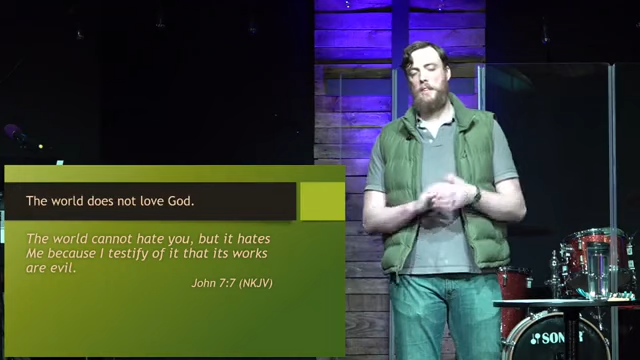 The world does not love God.
The world cannot hate you, but it hates
Me because I testify of it that its works
are evil.
John 7:7 (NKJV)
SONOR